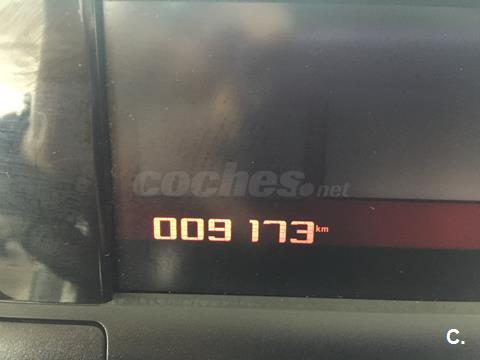 coches.net
009 173 km
C.